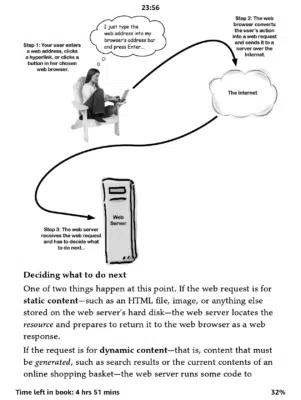 23:56
Step 2: The web
browser converts
the user's action
into a web request
and sends it to a
server over the
Internet.
I just type the
web address into my
browser's address bar
and press Enter...
Step 1: Your user enters
a web address, clicks
a hyperlink, or clicks a
button in her chosen
web browser.
The Internet
Web
Server
Step 3: The web server
receives the web request
and has to decide what
to do next...
Deciding what to do next
One of two things happen at this point. If the web request is for
static content—such as an HTML file, image, or anything else
stored on the web server's hard disk—the web server locates the
resource and prepares to return it to the web browser as a web
response.
If the request is for dynamic content—that is, content that must
be generated, such as search results or the current contents of an
online shopping basket—the web server runs some code to
Time left in book: 4 hrs 51 mins
32%